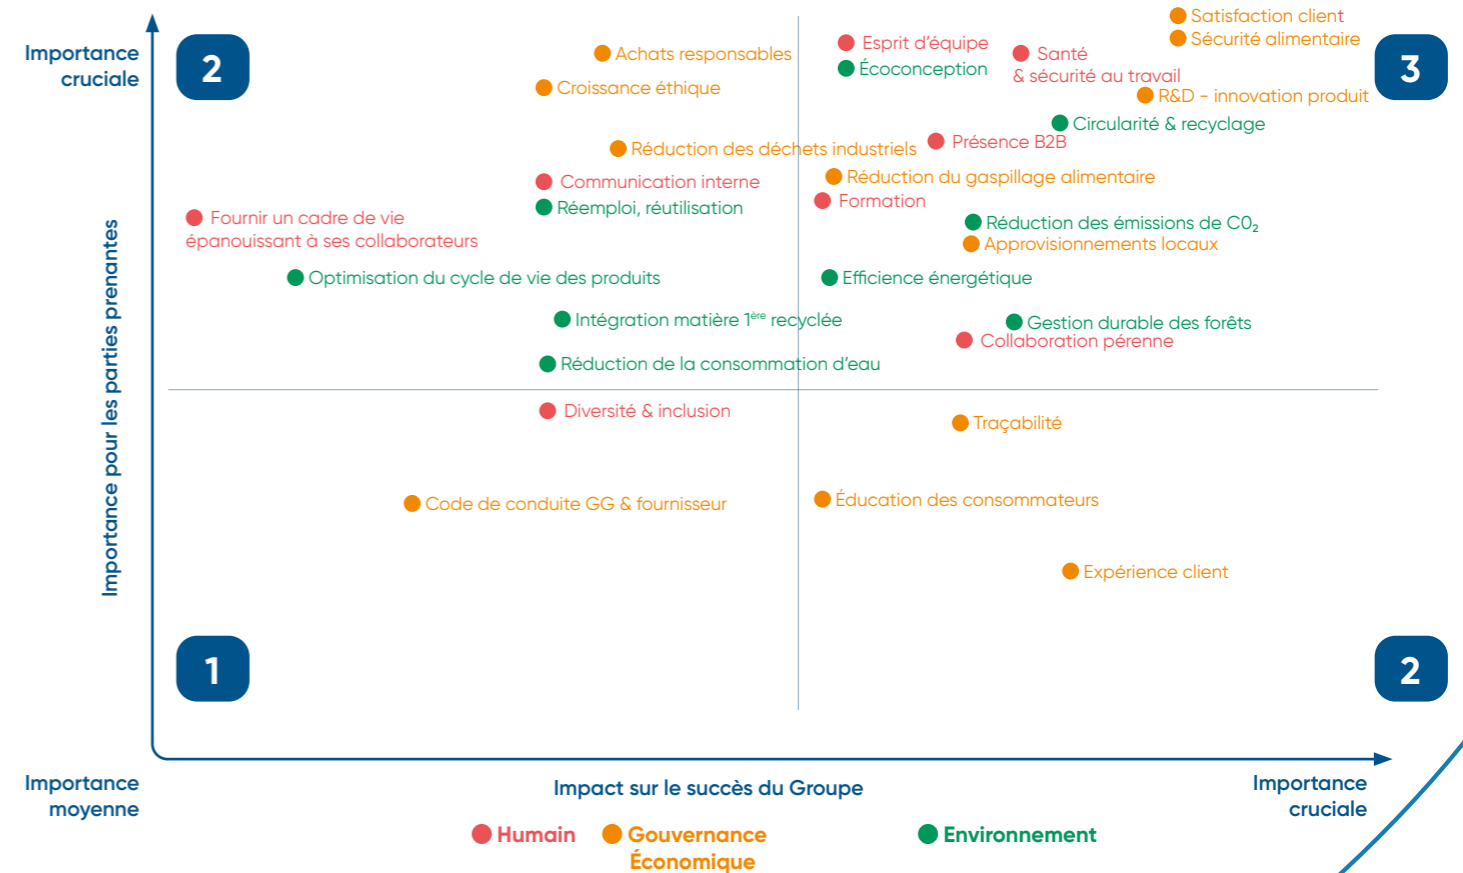 Satisfaction client
Importance
cruciale
2
Achats responsables
Esprit d'équipe
Santé
& sécurité au travail
Sécurité alimentaire
3
Écoconception
Croissance éthique
R&D - innovation produit
Circularité & recyclage
Présence B2B
Réduction des déchets industriels
Réduction du gaspillage alimentaire
Communication interne
Formation
Réemploi, réutilisation
Fournir un cadre de vie
épanouissant à ses collaborateurs
Réduction des émissions de C0₂
Approvisionnements locaux
Optimisation du cycle de vie des produits
Efficience énergétique
Intégration matière 1ère recyclée
Gestion durable des forêts
Collaboration pérenne
Réduction de la consommation d'eau
Importance pour les parties prenantes
Diversité & inclusion
Traçabilité
Code de conduite GG & fournisseur
Éducation des consommateurs
Expérience client
1
2
Importance
moyenne
Impact sur le succès du Groupe
Importance
cruciale
Humain
Gouvernance
Économique
Environnement